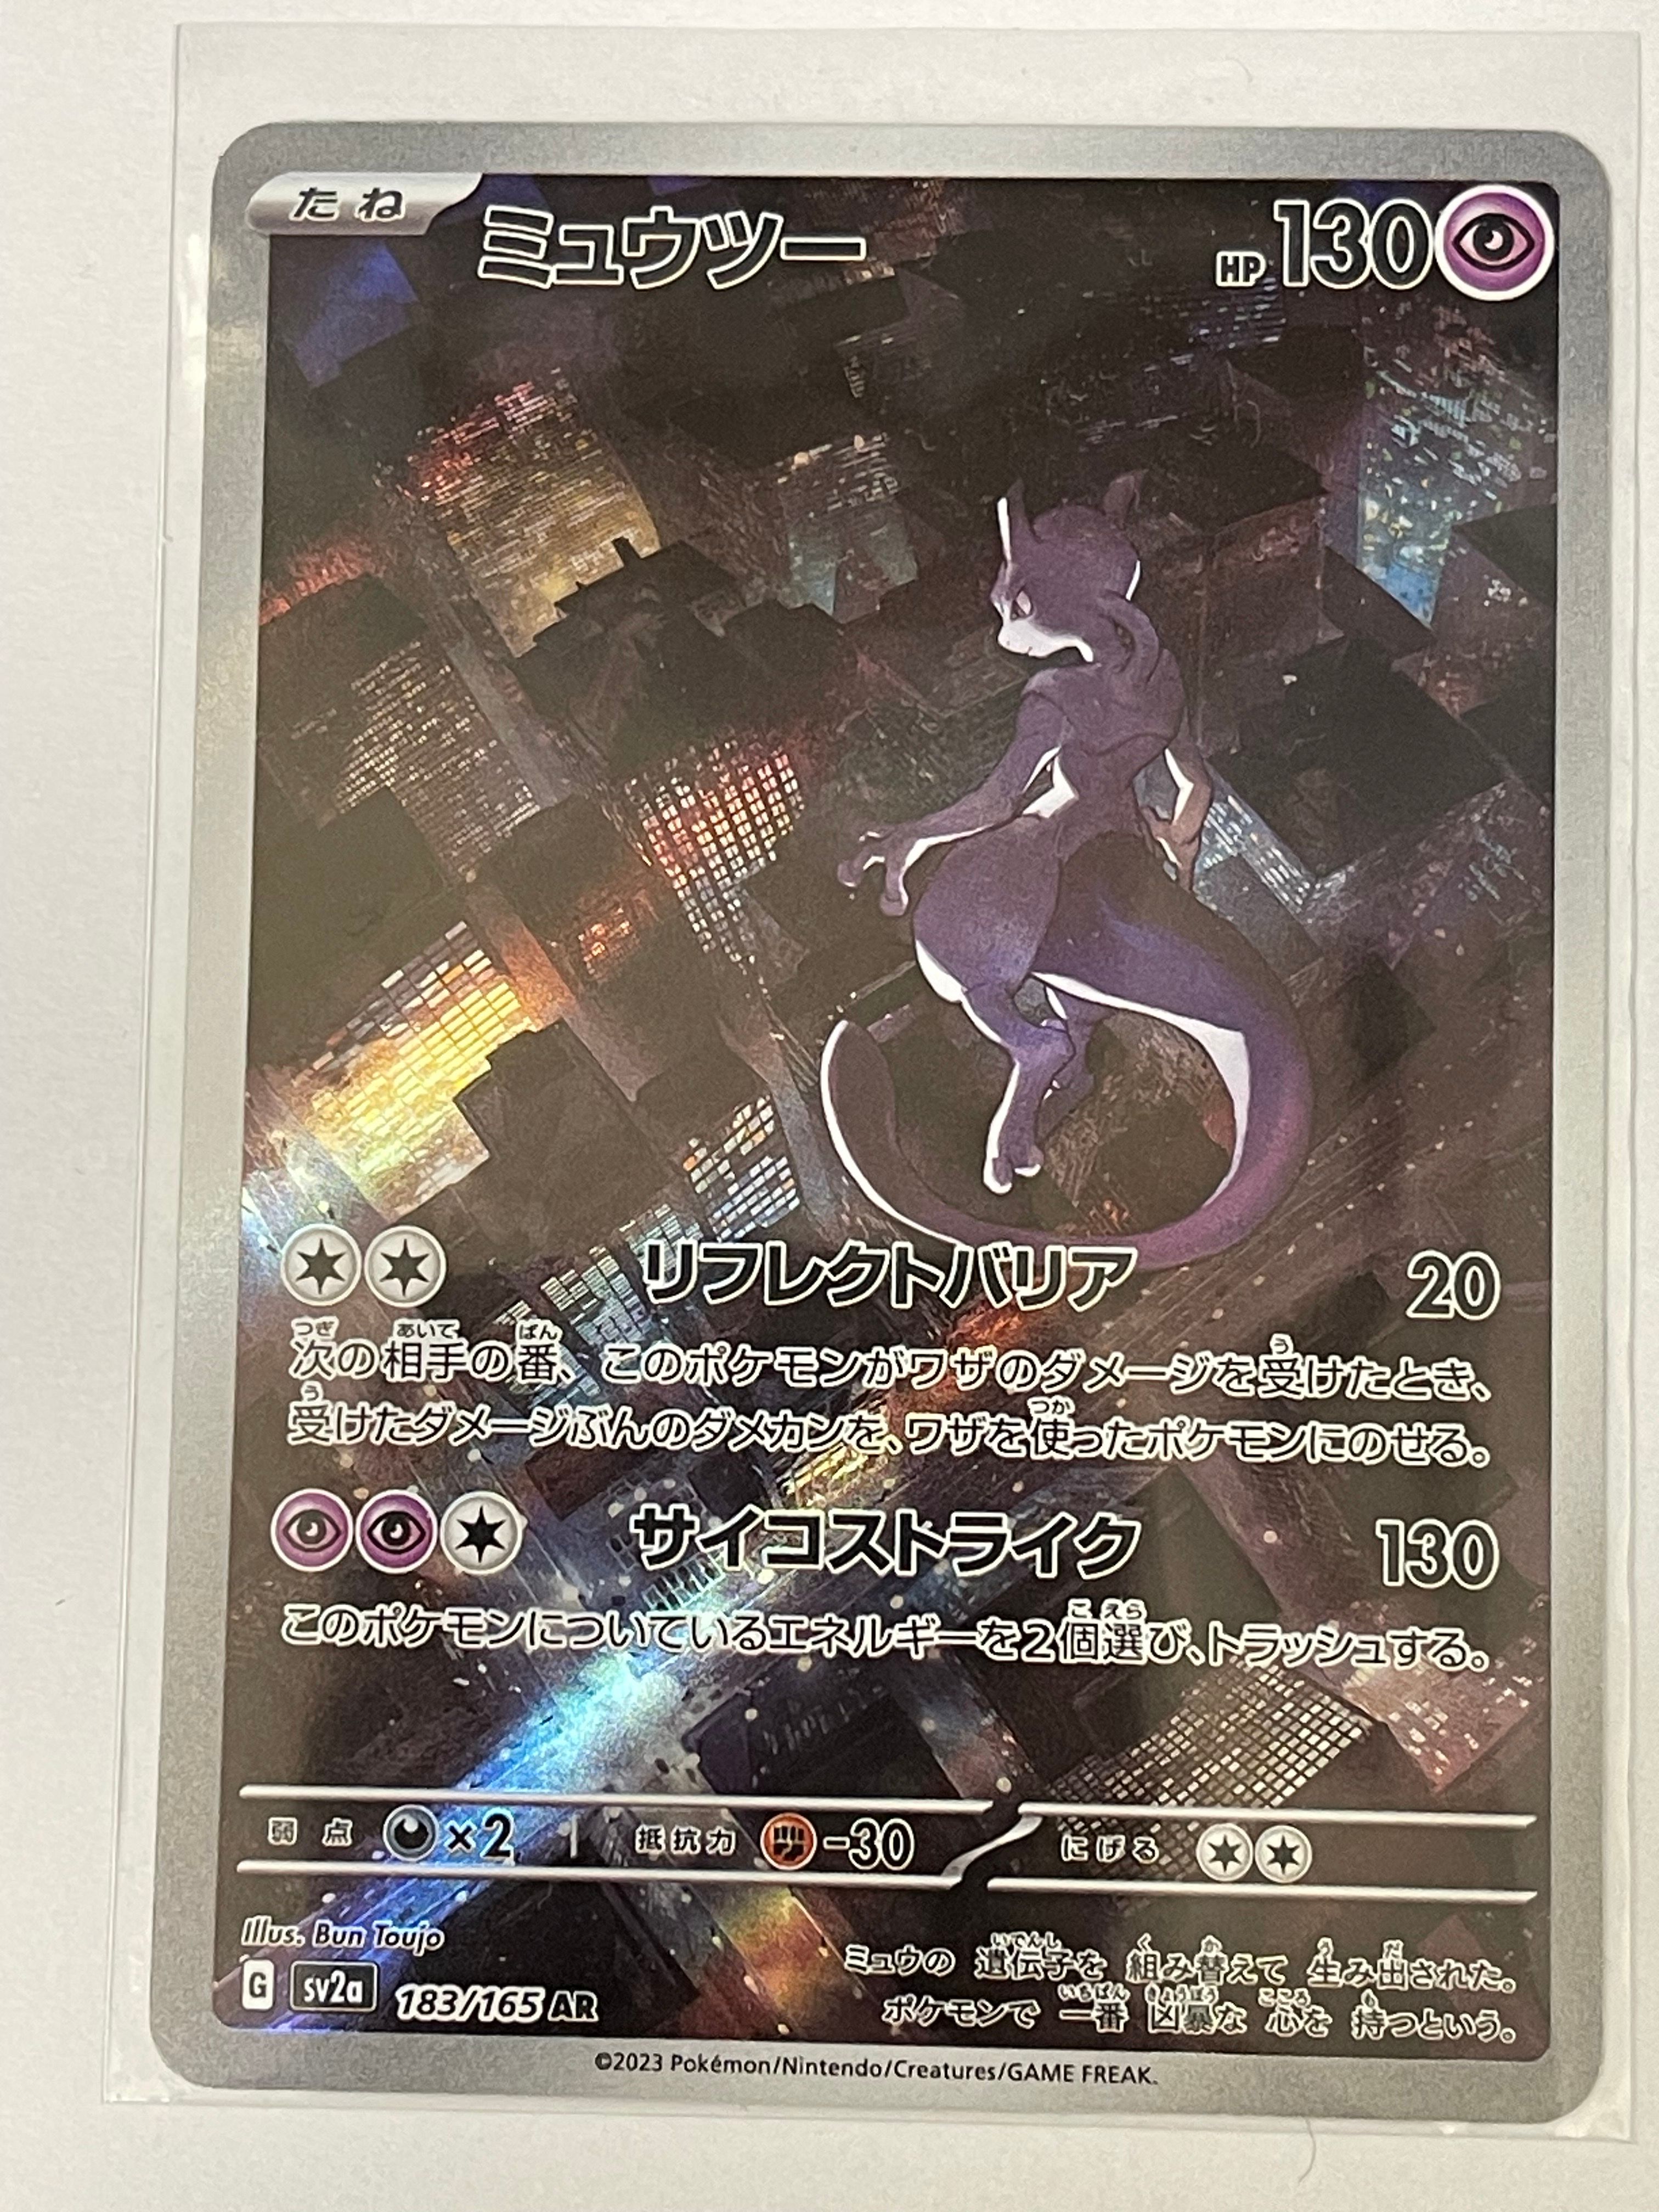 たね
ミュウツー
HP 130
リフレクトバリア 20
次の相手の番、このポケモンがワザのダメージを受けたとき、
受けたダメージぶんのダメカンを、ワザを使ったポケモンにのせる。
サイコストライク 130
このポケモンについているエネルギーを2個選び、トラッシュする。
弱点 ×2 抵抗力 -30 にげる
Illus. Bun Toujo
G sv2a 183/165 AR
ミュウの 遺伝子を 組み替えて 生み出された。
ポケモンで 一番 凶暴な 心を 持つという。
©2023 Pokémon/Nintendo/Creatures/GAME FREAK.